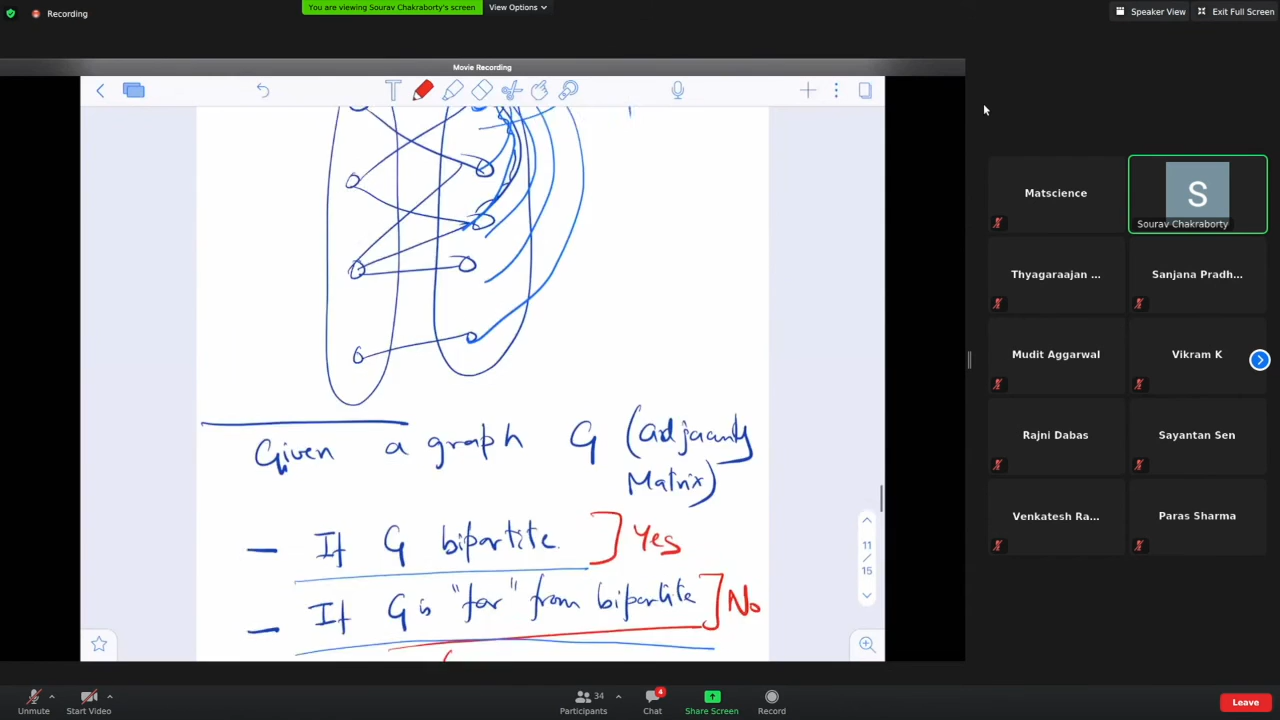 Recording
You are viewing Sourav Chakraborty's screen
View Options
Speaker View
Exit Full Screen
Movie Recording
Given a graph G (adjacanty
Matrix)
— If G bipartite. ] Yes
— If G is "far" from bipartite ] No
11
/
15
Matscience
S
Sourav Chakraborty
Thyagaraajan ...
Sanjana Pradh...
Mudit Aggarwal
Vikram K
Rajni Dabas
Sayantan Sen
Venkatesh Ra...
Paras Sharma
Unmute
Start Video
34
Participants
4
Chat
Share Screen
Record
Leave